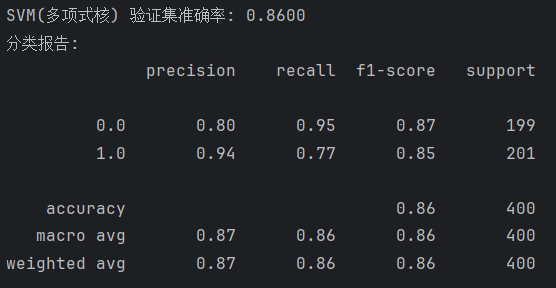 SVM(多项式核) 验证集准确率: 0.8600
分类报告:
precision recall f1-score support
0.0 0.80 0.95 0.87 199
1.0 0.94 0.77 0.85 201
accuracy 0.86 400
macro avg 0.87 0.86 0.86 400
weighted avg 0.87 0.86 0.86 400